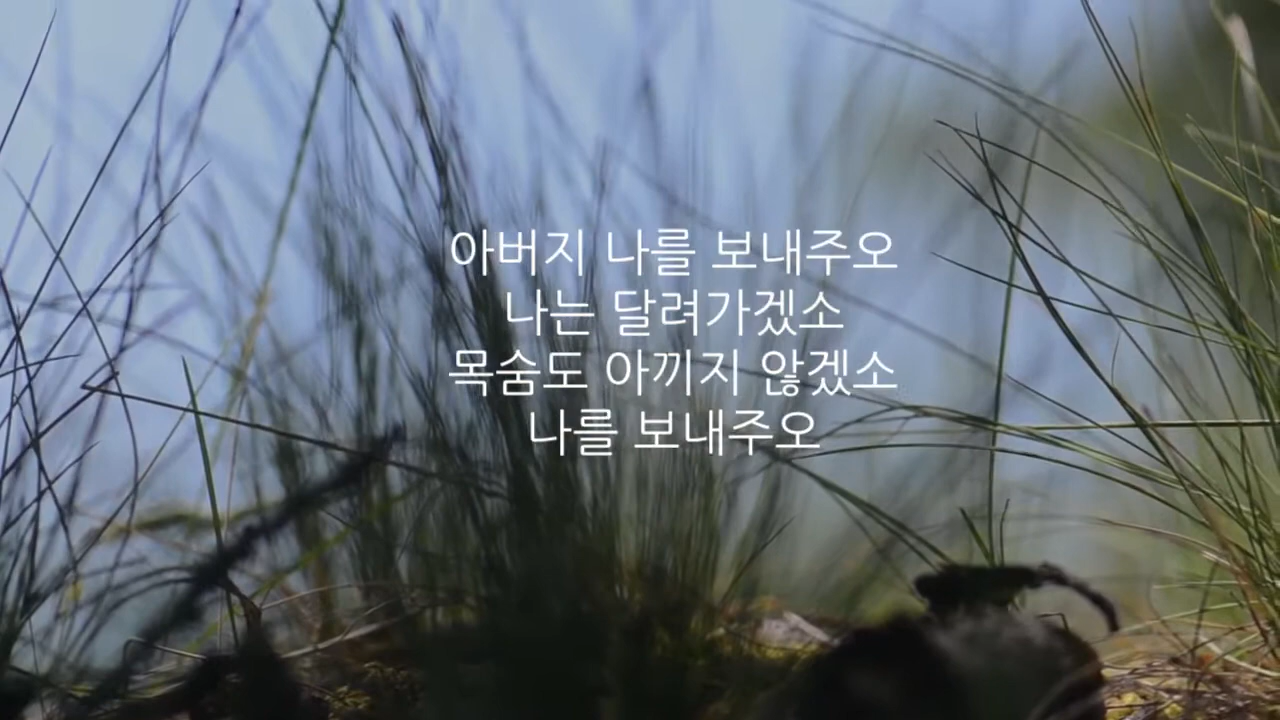 아버지 나를 보내주오
나는 달려가겠소
목숨도 아끼지 않겠소
나를 보내주오